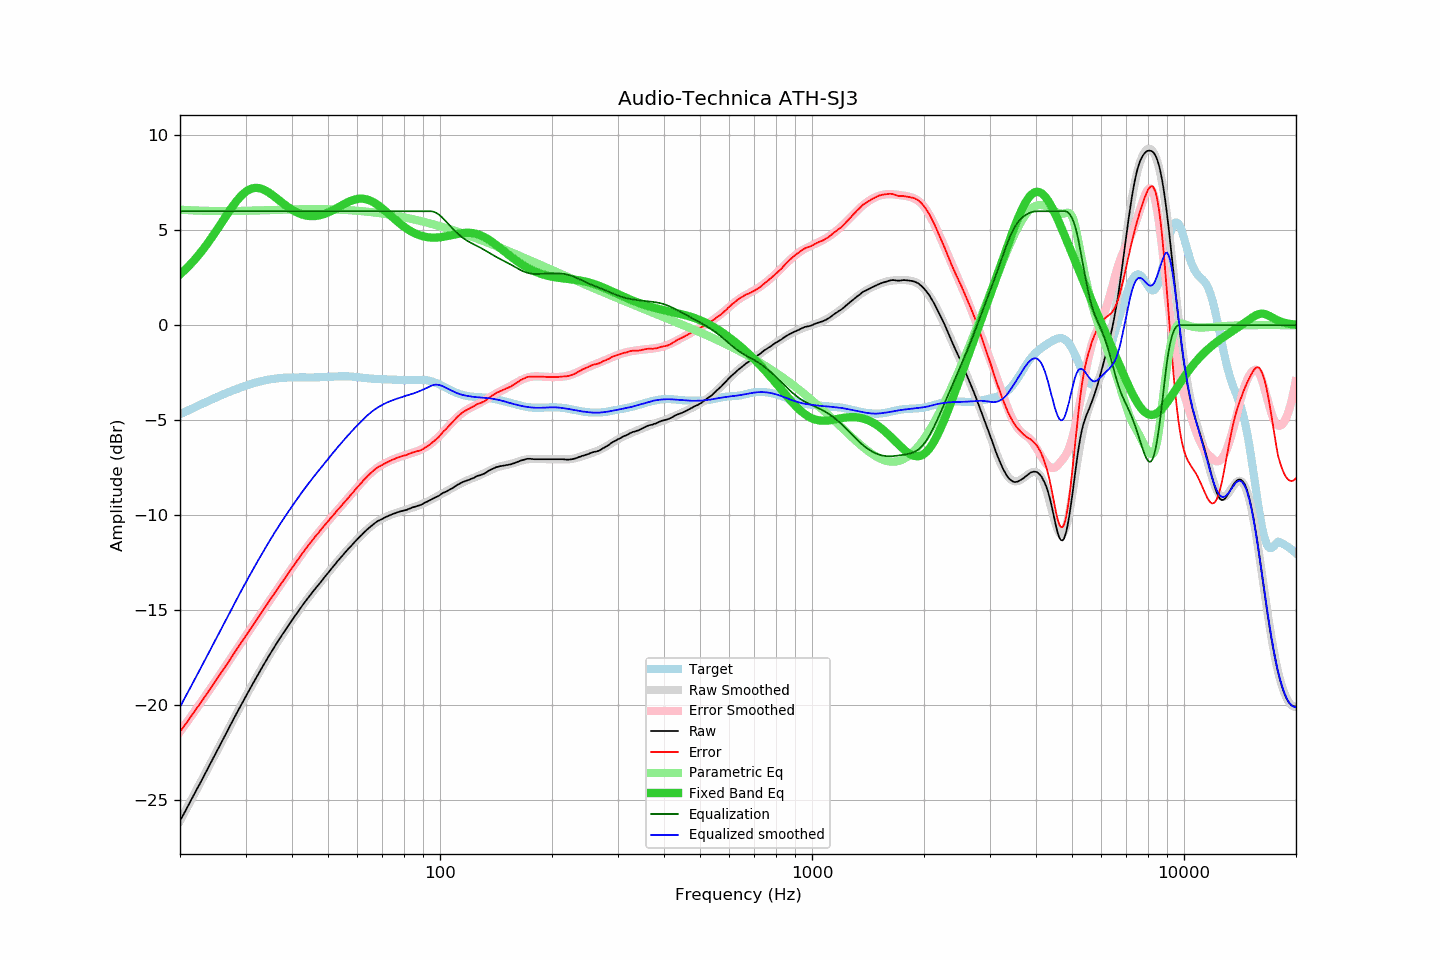 Audio-Technica ATH-SJ3
10
5
0
−5
−10
−15
−20
−25
Amplitude (dBr)
Target
Raw Smoothed
Error Smoothed
Raw
Error
Parametric Eq
Fixed Band Eq
Equalization
Equalized smoothed
100 1000 10000
Frequency (Hz)